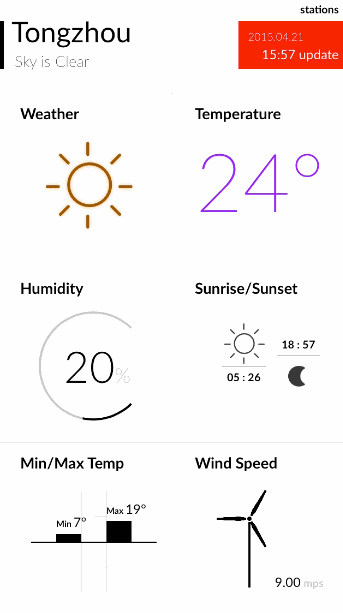 stations
Tongzhou
Sky is Clear
2015.04.21
15:57 update
Weather
Temperature
24°
Humidity
20%
Sunrise/Sunset
05 : 26
18 : 57
Min/Max Temp
Min 7°
Max 19°
Wind Speed
9.00 mps